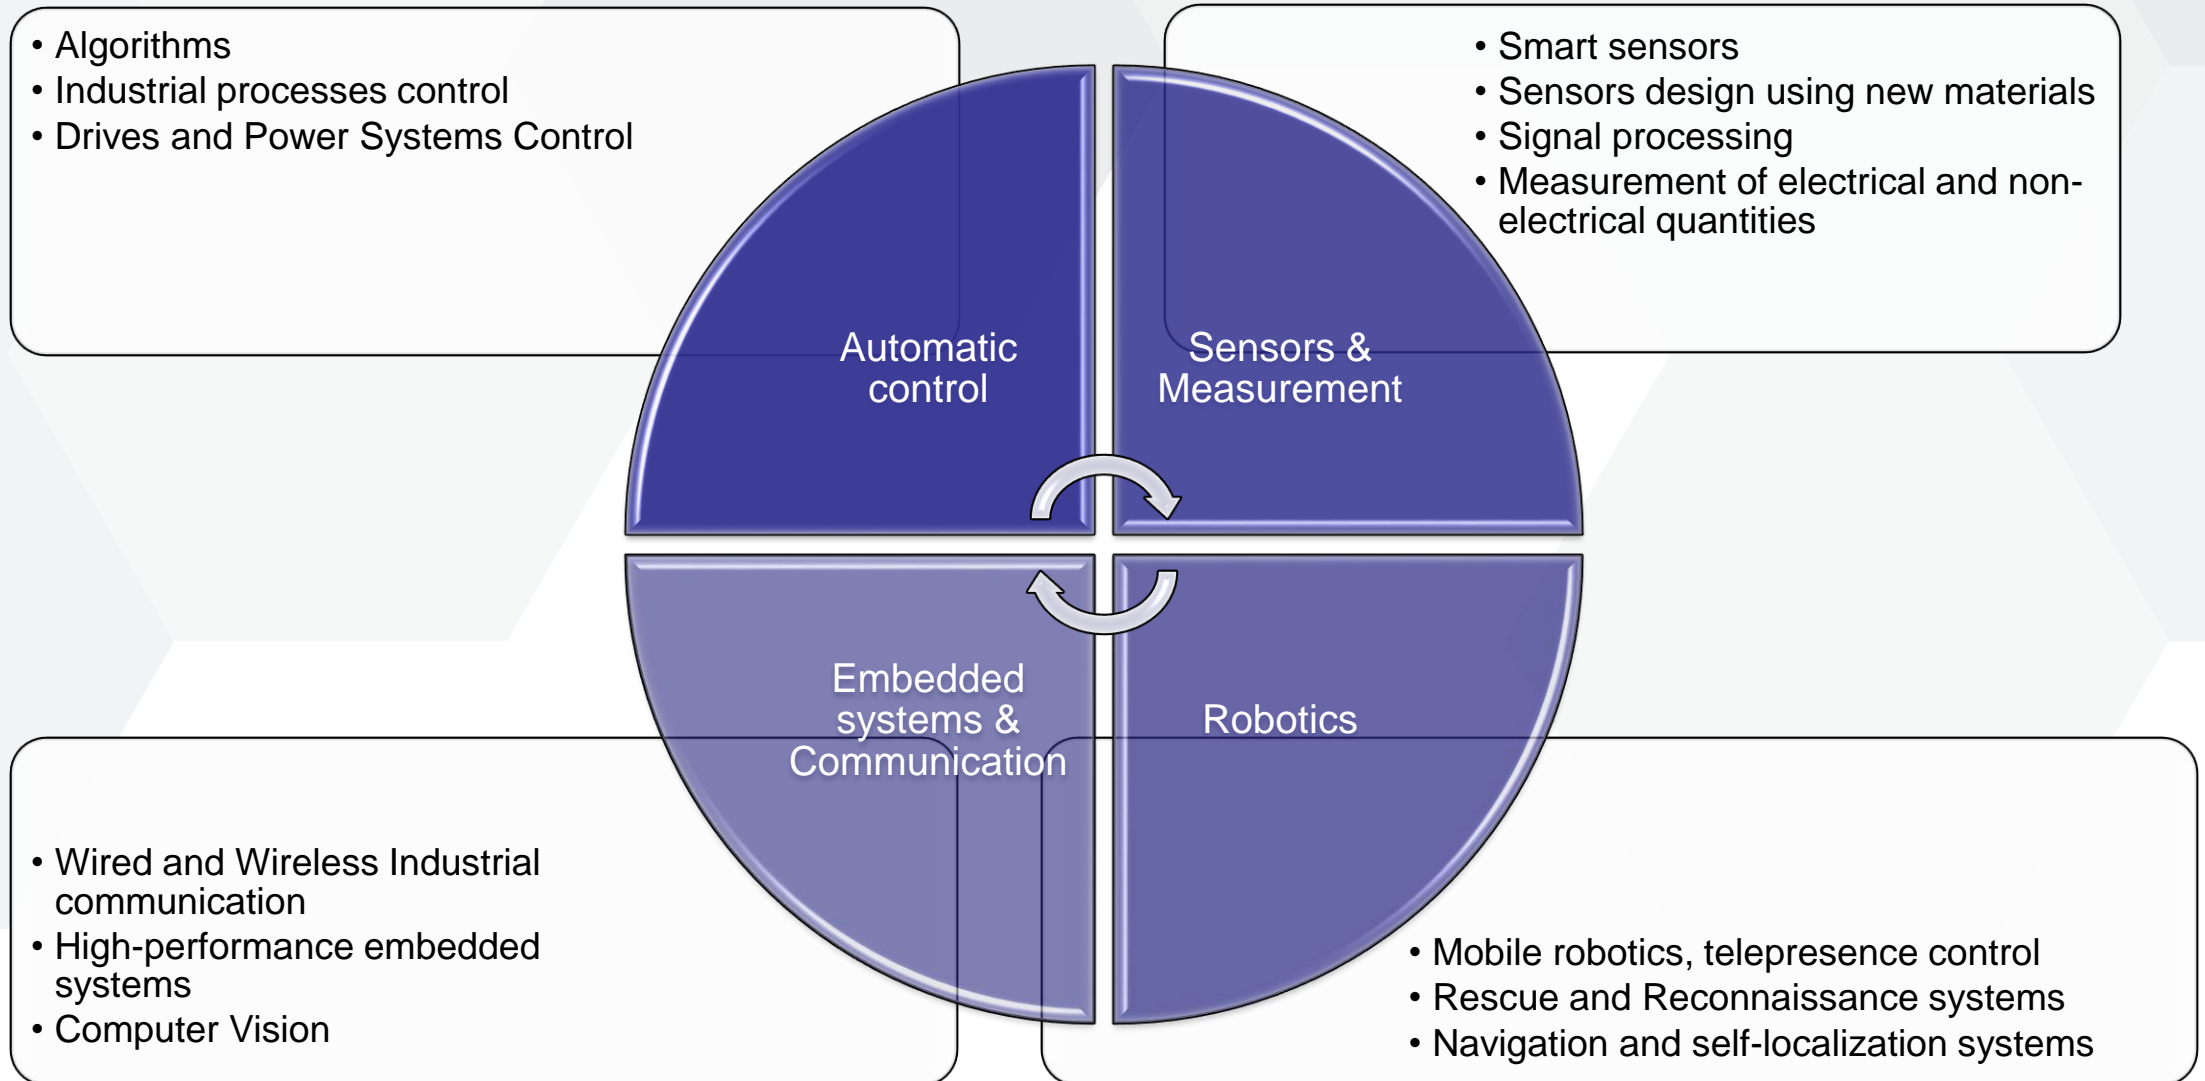 • Algorithms
• Industrial processes control
• Drives and Power Systems Control
• Smart sensors
• Sensors design using new materials
• Signal processing
• Measurement of electrical and non-
electrical quantities
Automatic
control
Sensors &
Measurement
Embedded
systems &
Communication
Robotics
• Wired and Wireless Industrial
communication
• High-performance embedded
systems
• Computer Vision
• Mobile robotics, telepresence control
• Rescue and Reconnaissance systems
• Navigation and self-localization systems